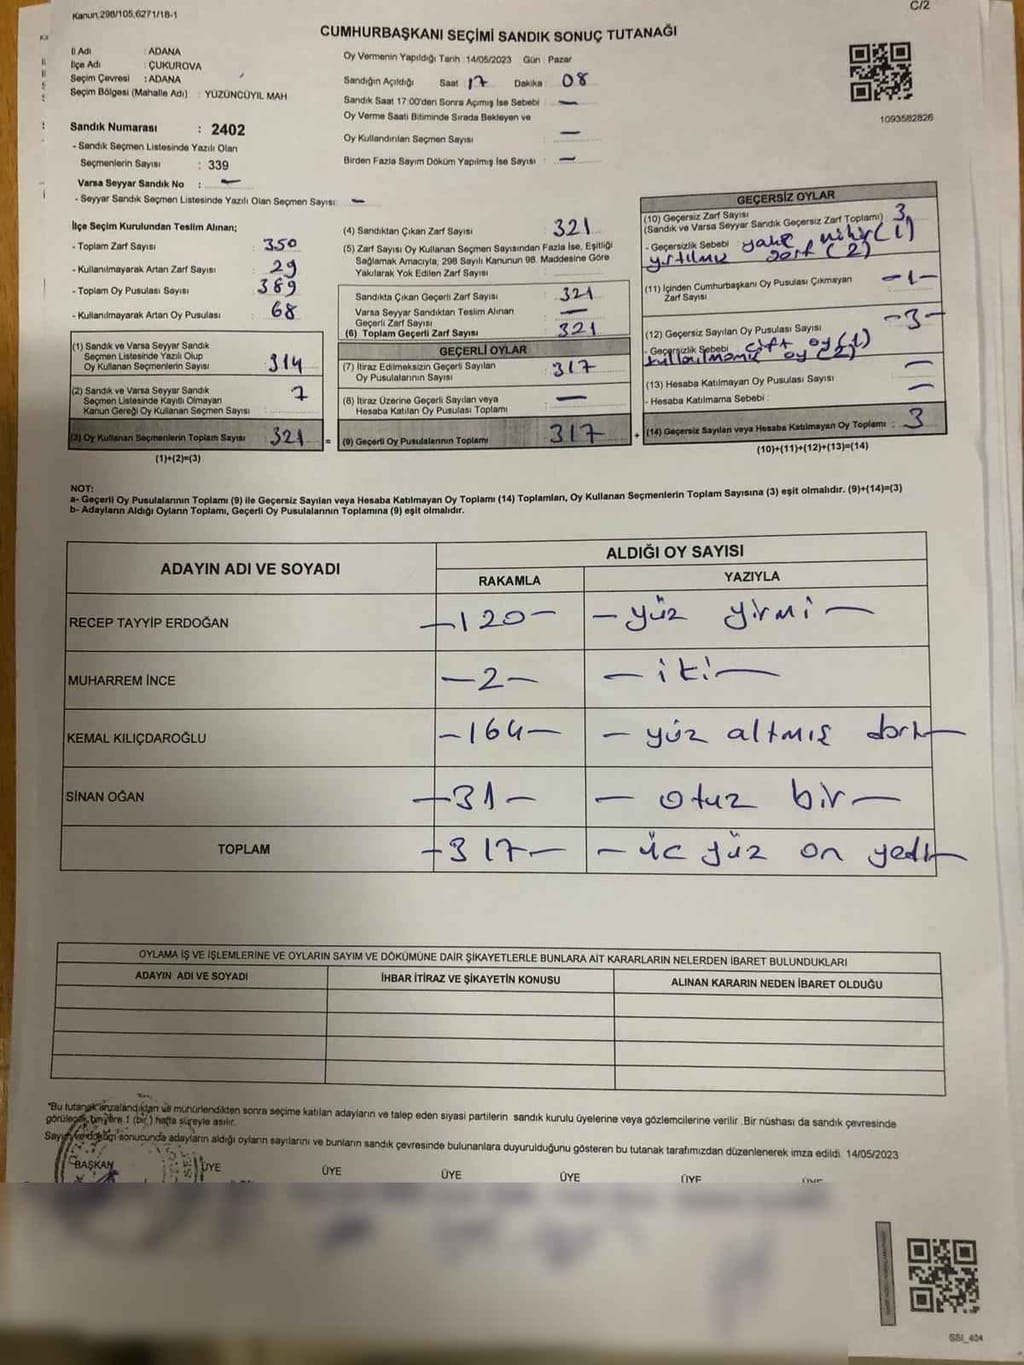 Kanun,298/105,6271/18-1
C/2
CUMHURBAŞKANI SEÇİMİ SANDIK SONUÇ TUTANAĞI
İl Adı : ADANA
İlçe Adı : ÇUKUROVA
Seçim Çevresi : ADANA
Seçim Bölgesi (Mahalle Adı) : YÜZÜNCÜYIL MAH
Sandık Numarası : 2402
- Sandık Seçmen Listesinde Yazılı Olan
Seçmenlerin Sayısı : 339
Varsa Seyyar Sandık No : —
- Seyyar Sandık Seçmen Listesinde Yazılı Olan Seçmen Sayısı: —
Oy Vermenin Yapıldığı Tarih :14/05/2023 Gün : Pazar
Sandığın Açıldığı Saat 17 Dakika : 08
Sandık Saat 17:00'den Sonra Açımış İse Sebebi : —
Oy Verme Saati Bitiminde Sırada Bekleyen ve
Oy Kullandırılan Seçmen Sayısı : —
Birden Fazla Sayım Döküm Yapılmış İse Sayısı : —
1093582826
İlçe Seçim Kurulundan Teslim Alınan;
- Toplam Zarf Sayısı : 350
- Kullanılmayarak Artan Zarf Sayısı : 29
- Toplam Oy Pusulası Sayısı : 389
- Kullanılmayarak Artan Oy Pusulası : 68
(1) Sandık ve Varsa Seyyar Sandık
Seçmen Listesinde Yazılı Olup
Oy Kullanan Seçmenlerin Sayısı : 314
(2) Sandık ve Varsa Seyyar Sandık
Seçmen Listesinde Kayıtlı Olmayan
Kanun Gereği Oy Kullanan Seçmen Sayısı : 7
(3) Oy Kullanan Seçmenlerin Toplam Sayısı : 321
(1)+(2)=(3)
(4) Sandıktan Çıkan Zarf Sayısı : 321
(5) Zarf Sayısı Oy Kullanan Seçmen Sayısından Fazla İse, Eşitliği
Sağlamak Amacıyla, 298 Sayılı Kanunun 98. Maddesine Göre
Yakılarak Yok Edilen Zarf Sayısı :
Sandıkta Çıkan Geçerli Zarf Sayısı : 321
Varsa Seyyar Sandıktan Teslim Alınan
Geçerli Zarf Sayısı : —
(6) Toplam Geçerli Zarf Sayısı : 321
GEÇERLİ OYLAR
(7) İtiraz Edilmeksizin Geçerli Sayılan
Oy Pusulalarının Sayısı : 317
(8) İtiraz Üzerine Geçerli Sayılan veya
Hesaba Katılan Oy Pusulası Toplamı : —
= (9) Geçerli Oy Pusulalarının Toplamı : 317 +
GEÇERSİZ OYLAR
(10) Geçersiz Zarf Sayısı
(Sandık ve Varsa Seyyar Sandık Geçersiz Zarf Toplamı) : 3
- Geçersizlik Sebebi
yırtılmış zarf (2)
(11) İçinden Cumhurbaşkanı Oy Pusulası Çıkmayan
Zarf Sayısı : -1-
(12) Geçersiz Sayılan Oy Pusulası Sayısı : -3-
- Geçersizlik Sebebi : çift oy (1)
kullanılmamış oy (2)
(13) Hesaba Katılmayan Oy Pusulası Sayısı : —
- Hesaba Katılmama Sebebi : —
(14) Geçersiz Sayılan veya Hesaba Katılmayan Oy Toplamı : 3
(10)+(11)+(12)+(13)=(14)
NOT:
a- Geçerli Oy Pusulalarının Toplamı (9) ile Geçersiz Sayılan veya Hesaba Katılmayan Oy Toplamı (14) Toplamları, Oy Kullanan Seçmenlerin Toplam Sayısına (3) eşit olmalıdır. (9)+(14)=(3)
b- Adayların Aldığı Oyların Toplamı, Geçerli Oy Pusulalarının Toplamına (9) eşit olmalıdır.
ADAYIN ADI VE SOYADI
ALDIĞI OY SAYISI
RAKAMLA YAZIYLA
RECEP TAYYİP ERDOĞAN -120- - yüz yirmi -
MUHARREM İNCE -2- - iki -
KEMAL KILIÇDAROĞLU -164- - yüz altmış dört -
SİNAN OĞAN -31- - otuz bir -
TOPLAM -317- - üc yüz on yedi -
OYLAMA İŞ VE İŞLEMLERİNE VE OYLARIN SAYIM VE DÖKÜMÜNE DAİR ŞİKAYETLERLE BUNLARA AİT KARARLARIN NELERDEN İBARET BULUNDUKLARI
ADAYIN ADI VE SOYADI İHBAR İTİRAZ VE ŞİKAYETİN KONUSU ALINAN KARARIN NEDEN İBARET OLDUĞU
*Bu tutanak imzalandıktan ve mühürlendikten sonra seçime katılan adayların ve talep eden siyasi partilerin sandık kurulu üyelerine veya gözlemcilerine verilir. Bir nüshası da sandık çevresinde
görülecek bir yere 1 (bir) hafta süreyle asılır.
Sayım ve döküm sonucunda adayların aldığı oyların sayılarını ve bunların sandık çevresinde bulunanlara duyurulduğunu gösteren bu tutanak tarafımızdan düzenlenerek imza edildi. 14/05/2023
BAŞKAN ÜYE ÜYE ÜYE ÜYE ÜYE ÜYE
SSI_404